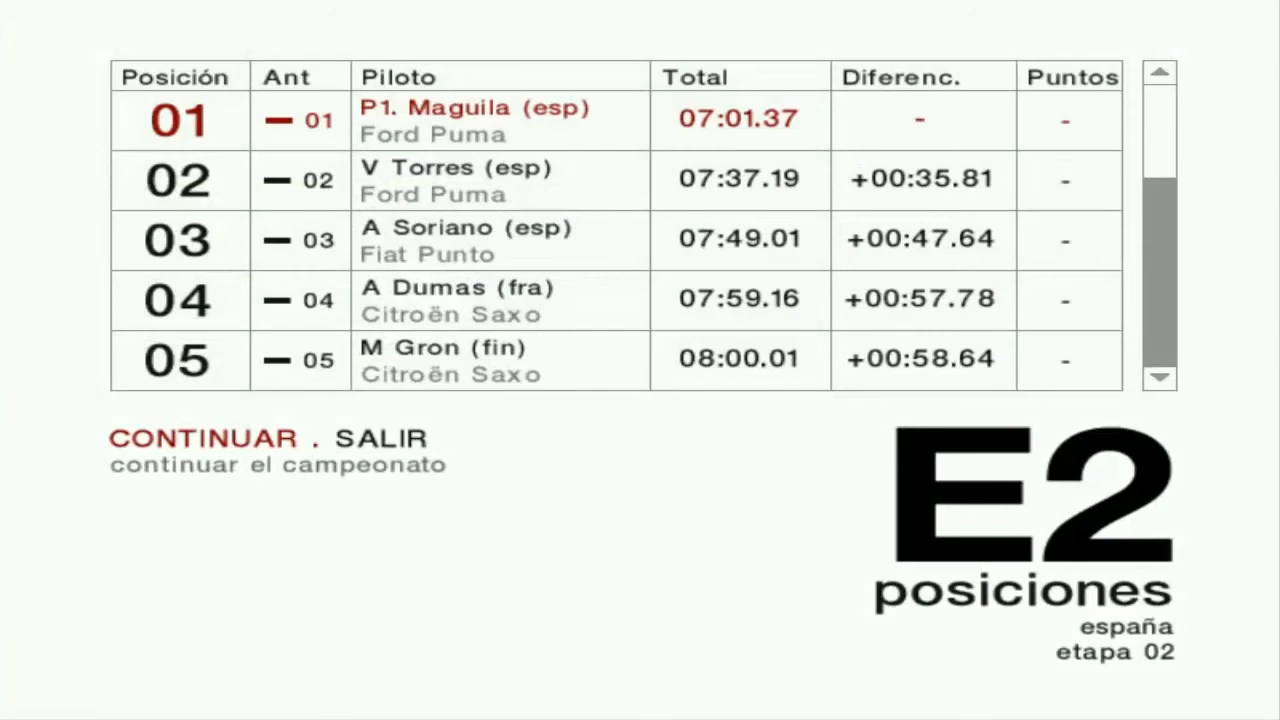 Posición Ant Piloto Total Diferenc. Puntos
01 – 01 P1. Maguila (esp) 07:01.37 - -
Ford Puma
02 – 02 V Torres (esp) 07:37.19 +00:35.81 -
Ford Puma
03 – 03 A Soriano (esp) 07:49.01 +00:47.64 -
Fiat Punto
04 – 04 A Dumas (fra) 07:59.16 +00:57.78 -
Citroën Saxo
05 – 05 M Gron (fin) 08:00.01 +00:58.64 -
Citroën Saxo
CONTINUAR . SALIR
continuar el campeonato
E2
posiciones
españa
etapa 02